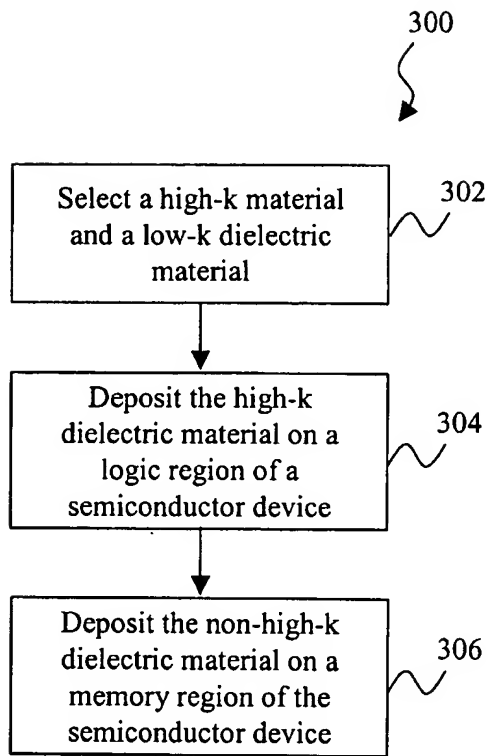 300
Select a high-k material
and a low-k dielectric
material
302
Deposit the high-k
dielectric material on a
logic region of a
semiconductor device
304
Deposit the non-high-k
dielectric material on a
memory region of the
semiconductor device
306